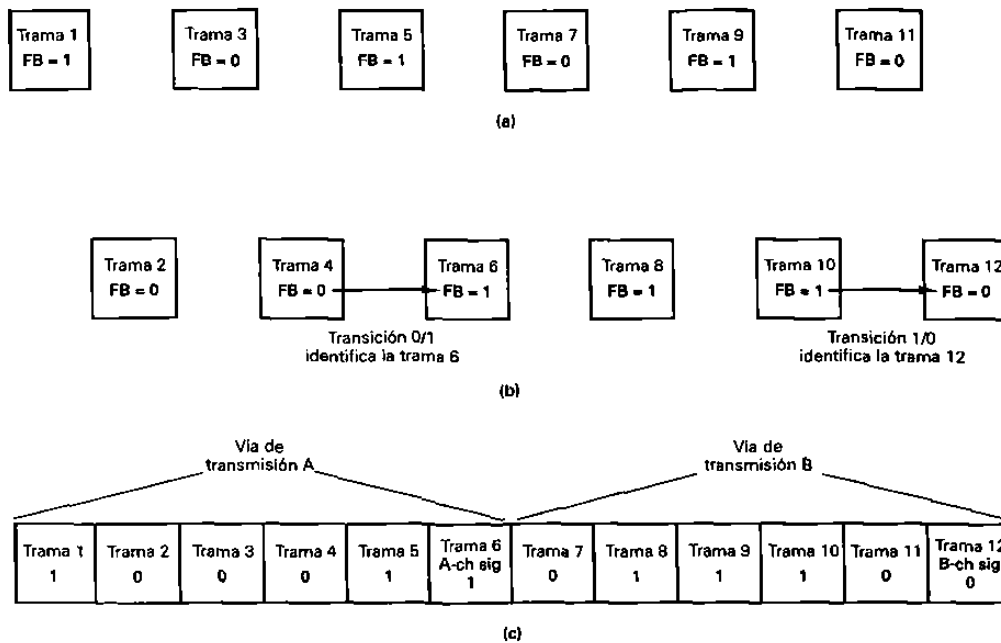 Trama 1 Trama 3 Trama 5 Trama 7 Trama 9 Trama 11
FB = 1 FB = 0 FB = 1 FB = 0 FB = 1 FB = 0
(a)
Trama 2 Trama 4 Trama 6 Trama 8 Trama 10 Trama 12
FB = 0 FB = 0 FB = 1 FB = 1 FB = 1 FB = 0
Transición 0/1 Transición 1/0
identifica la trama 6 identifica la trama 12
(b)
Vía de Vía de
transmisión A transmisión B
Trama 1 Trama 2 Trama 3 Trama 4 Trama 5 Trama 6 Trama 7 Trama 8 Trama 9 Trama 10 Trama 11 Trama 12
A-ch sig B-ch sig
1 0 0 0 1 1 0 1 1 1 0 0
(c)